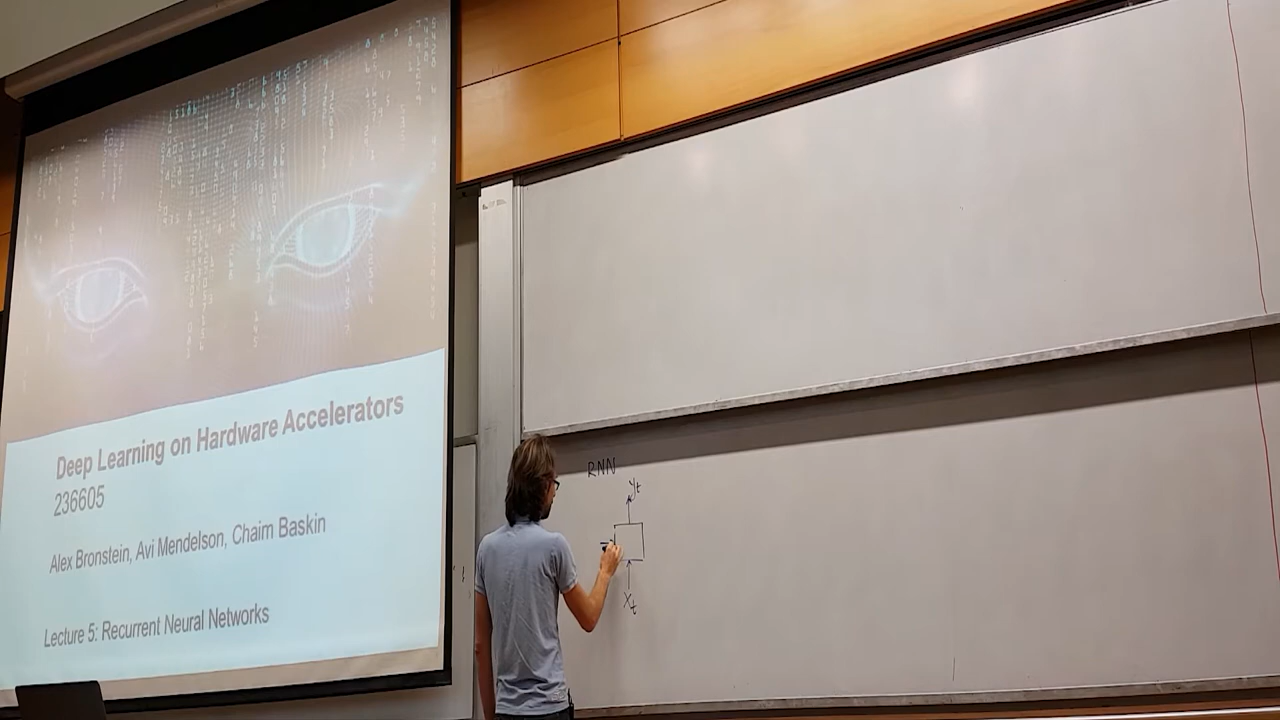 Deep Learning on Hardware Accelerators
236605
Alex Bronstein, Avi Mendelson, Chaim Baskin
Lecture 5: Recurrent Neural Networks
RNN
yt
xt